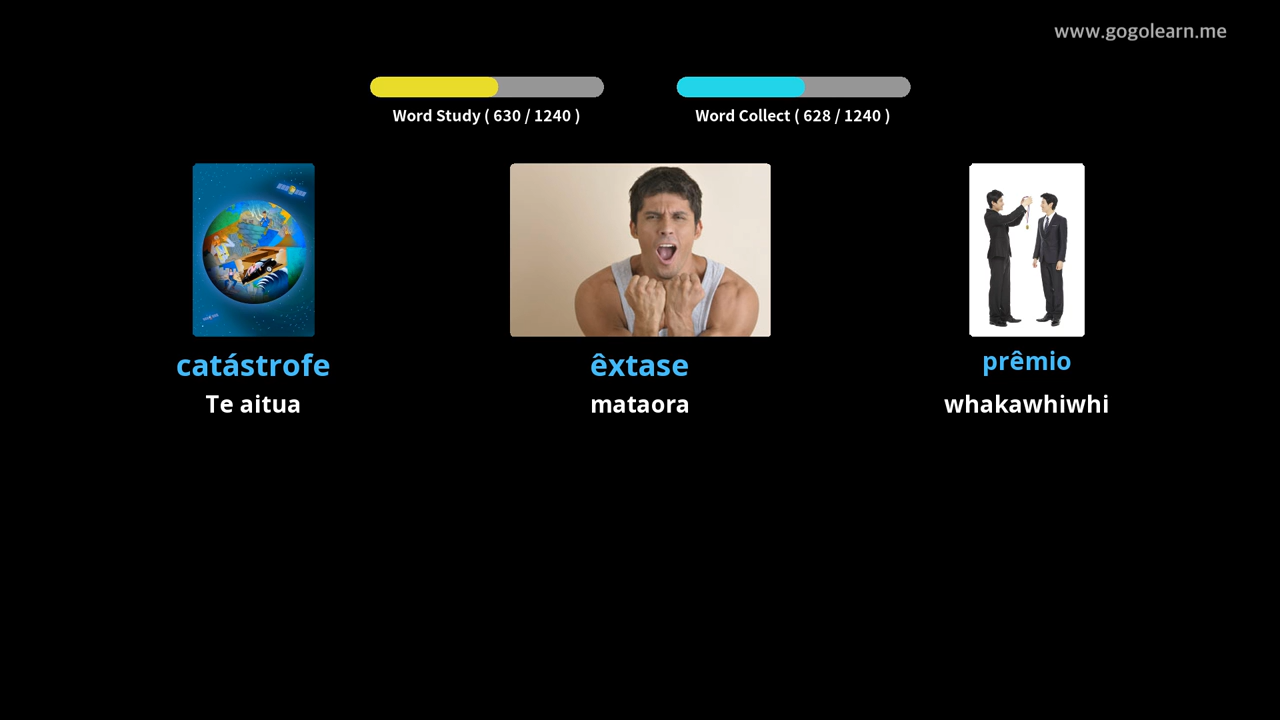 www.gogolearn.me
Word Study ( 630 / 1240 )
Word Collect ( 628 / 1240 )
catástrofe
Te aitua
êxtase
mataora
prêmio
whakawhiwhi